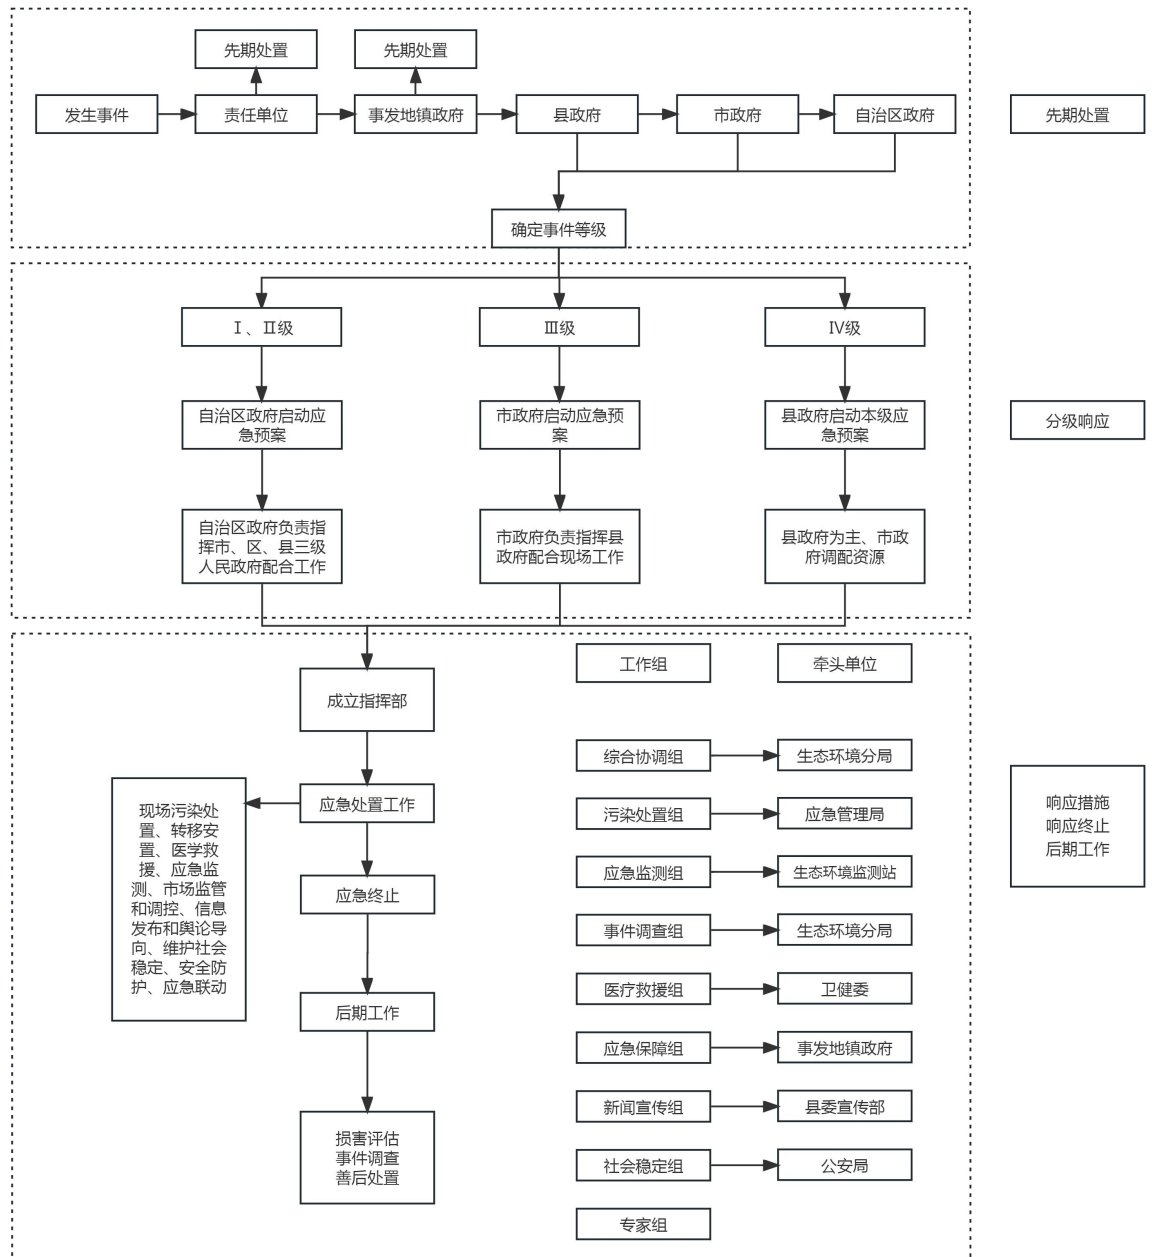 先期处置
先期处置
发生事件
责任单位
事发地镇政府
县政府
市政府
自治区政府
先期处置
确定事件等级
Ⅰ、Ⅱ级
Ⅲ级
Ⅳ级
自治区政府启动应
急预案
市政府启动应急预
案
县政府启动本级应
急预案
分级响应
自治区政府负责指
挥市、区、县三级
人民政府配合工作
市政府负责指挥县
政府配合现场工作
县政府为主、市政
府调配资源
成立指挥部
应急处置工作
现场污染处
置、转移安
置、医学救
援、应急监
测、市场监管
和调控、信息
发布和舆论导
向、维护社会
稳定、安全防
护、应急联动
应急终止
后期工作
损害评估
事件调查
善后处置
工作组
牵头单位
综合协调组
生态环境分局
污染处置组
应急管理局
应急监测组
生态环境监测站
事件调查组
生态环境分局
医疗救援组
卫健委
应急保障组
事发地镇政府
新闻宣传组
县委宣传部
社会稳定组
公安局
专家组
响应措施
响应终止
后期工作